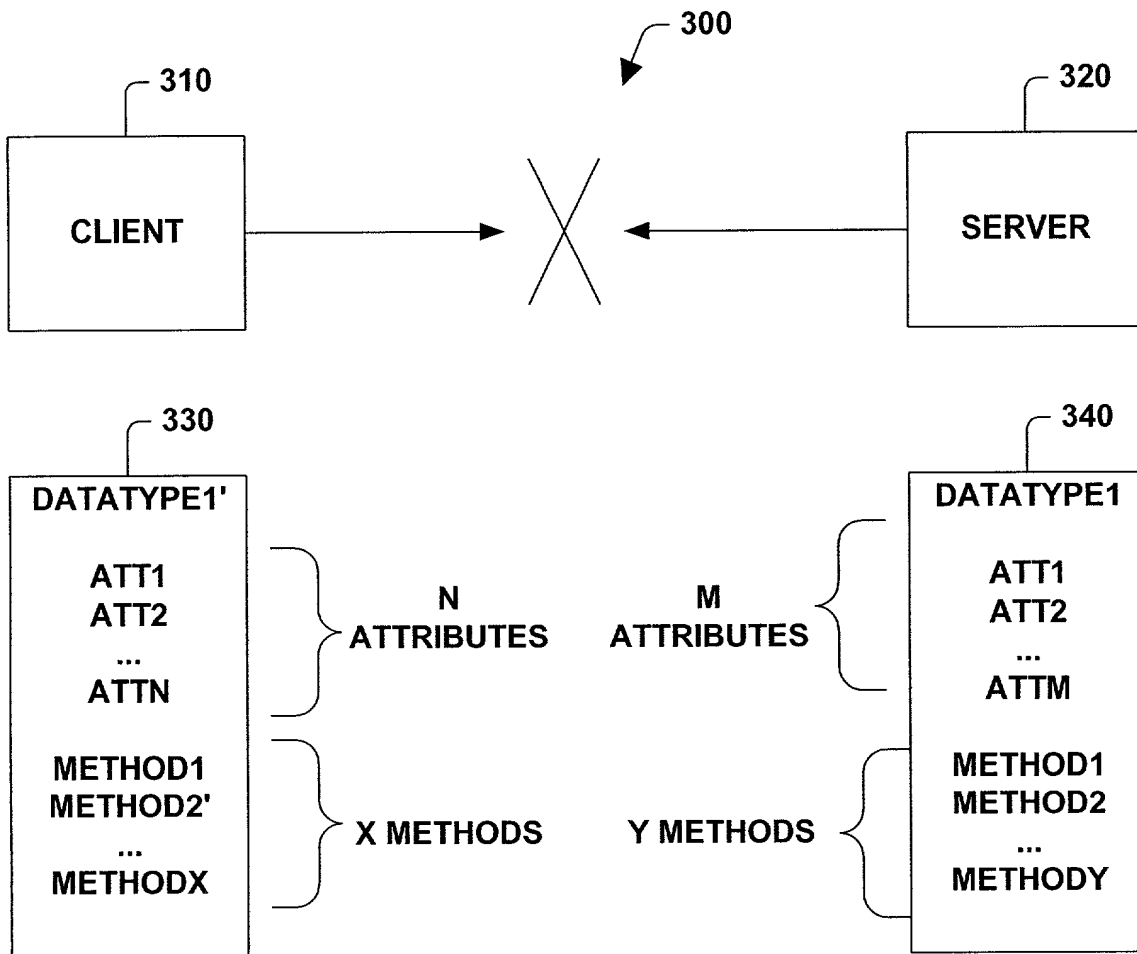 300
310
320
CLIENT
SERVER
330
340
DATATYPE1'
ATT1
ATT2
...
ATTN
METHOD1
METHOD2'
...
METHODX
N
ATTRIBUTES
X METHODS
M
ATTRIBUTES
Y METHODS
DATATYPE1
ATT1
ATT2
...
ATTM
METHOD1
METHOD2
...
METHODY